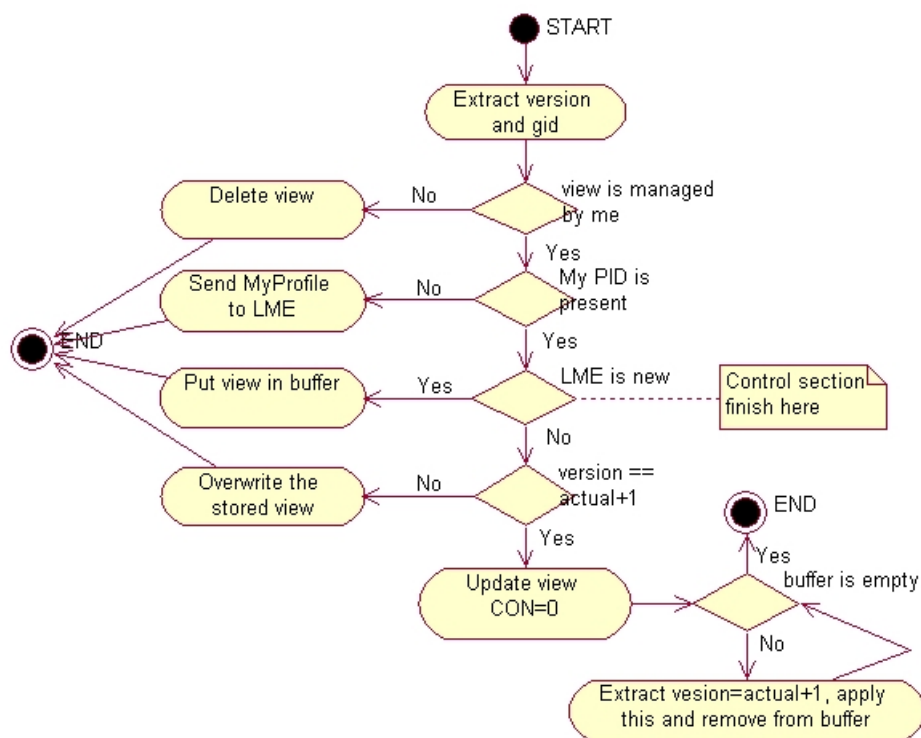 START
Extract version
and gid
view is managed
by me
No
Delete view
Yes
My PID is
present
No
Send MyProfile
to LME
END
Yes
LME is new
Yes
Put view in buffer
Control section
finish here
No
version ==
actual+1
No
Overwrite the
stored view
Yes
Update view
CON=0
END
Yes
buffer is empty
No
Extract vesion=actual+1, apply
this and remove from buffer